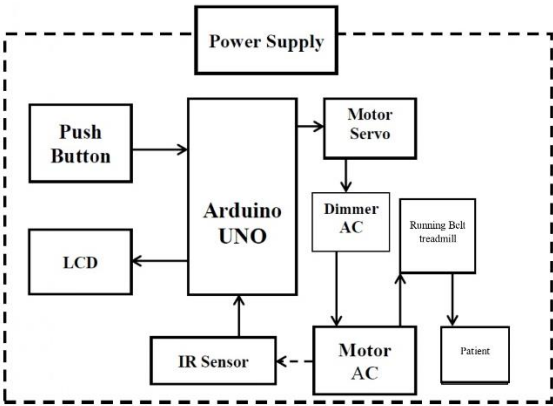 Power Supply
Push
Button
Arduino
UNO
Motor
Servo
Dimmer
AC
Running Belt
treadmill
LCD
IR Sensor
Motor
AC
Patient